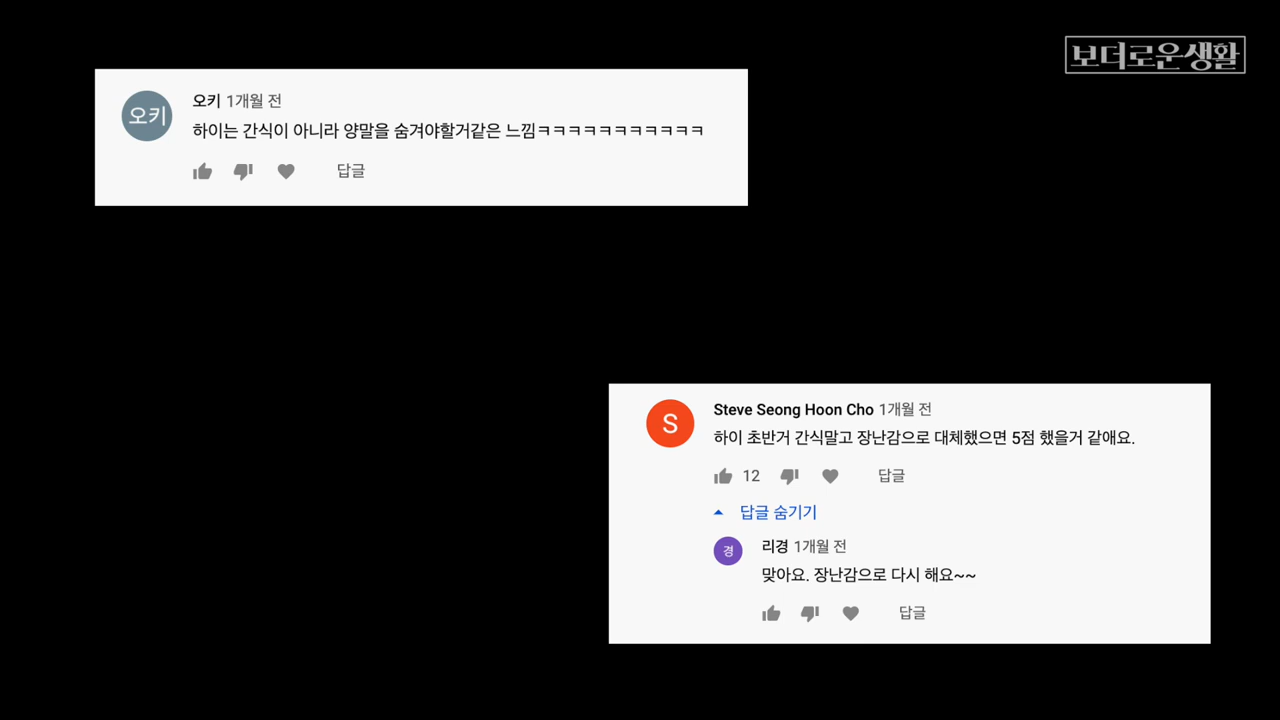 보더로운생활
오키
오키 1개월 전
하이는 간식이 아니라 양말을 숨겨야할거같은 느낌ㅋㅋㅋㅋㅋㅋㅋㅋㅋㅋㅋ
답글
S
Steve Seong Hoon Cho 1개월 전
하이 초반거 간식말고 장난감으로 대체했으면 5점 했을거 같애요.
12 답글
답글 숨기기
경
리경 1개월 전
맞아요. 장난감으로 다시 해요~~
답글